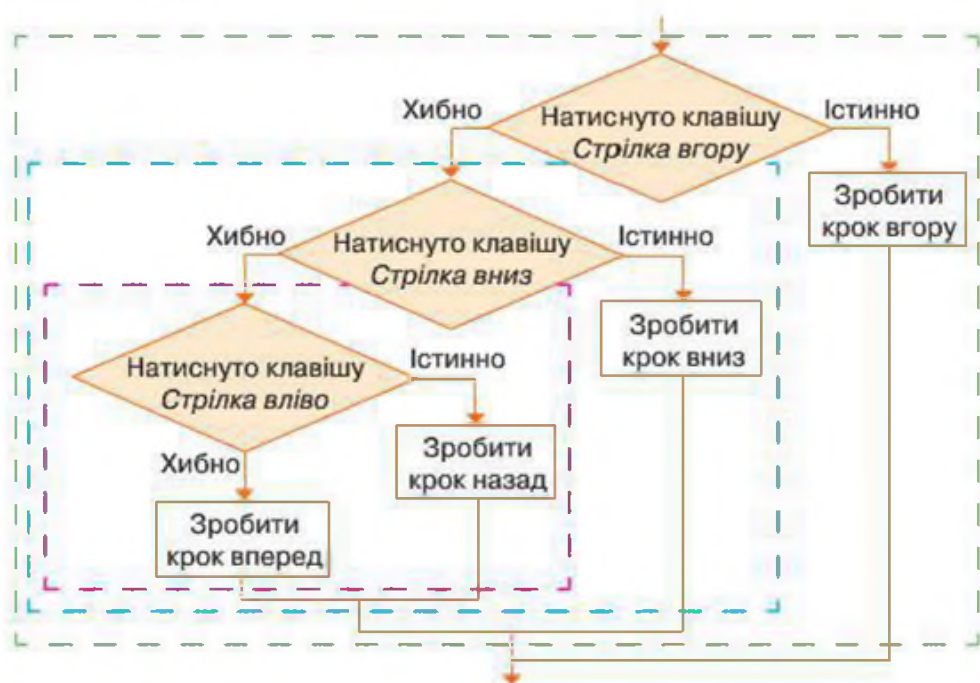 Хибно
Натиснуто клавішу
Стрілка вгору
Істинно
Зробити
крок вгору
Хибно
Натиснуто клавішу
Стрілка вниз
Істинно
Зробити
крок вниз
Натиснуто клавішу
Стрілка вліво
Істинно
Зробити
крок назад
Хибно
Зробити
крок вперед